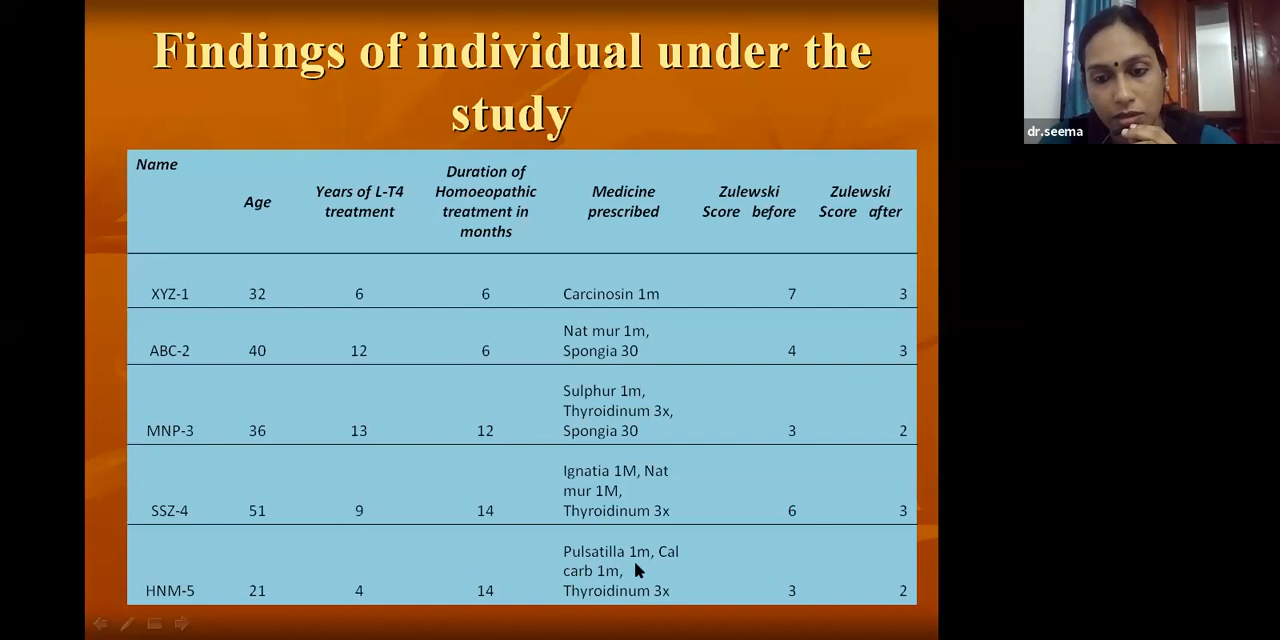 Findings of individual under the
study
Name
Age
Years of L-T4
treatment
Duration of
Homoeopathic
treatment in
months
Medicine
prescribed
Zulewski
Score before
Zulewski
Score after
XYZ-1 32 6 6 Carcinosin 1m 7 3
Nat mur 1m,
ABC-2 40 12 6 Spongia 30 4 3
Sulphur 1m,
Thyroidinum 3x,
MNP-3 36 13 12 Spongia 30 3 2
Ignatia 1M, Nat
mur 1M,
SSZ-4 51 9 14 Thyroidinum 3x 6 3
Pulsatilla 1m, Cal
carb 1m,
HNM-5 21 4 14 Thyroidinum 3x 3 2
dr.seema